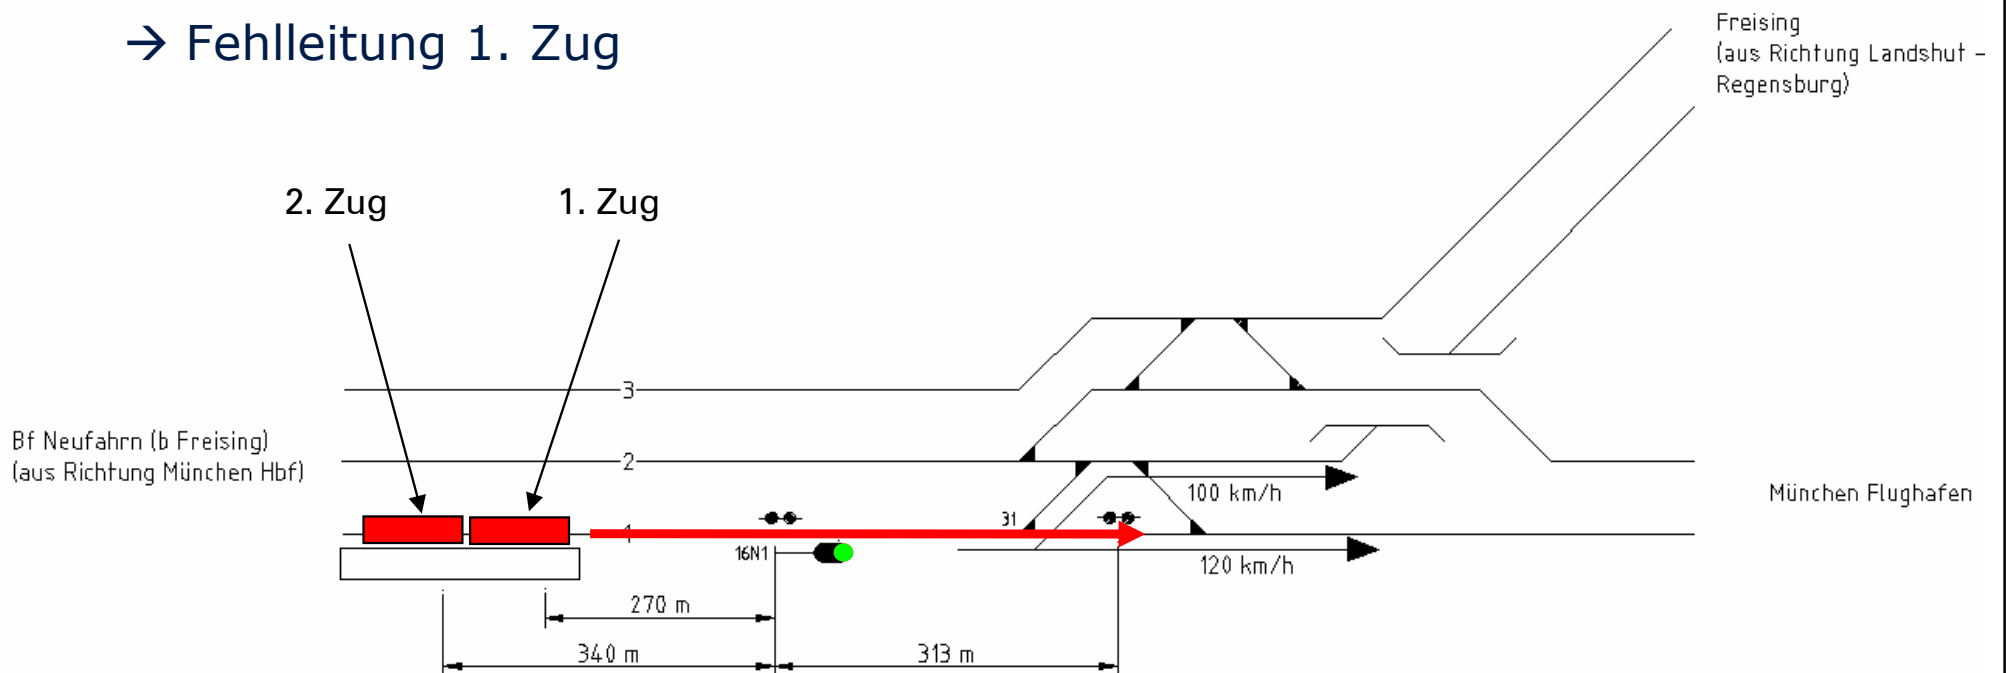 → Fehlleitung 1. Zug
Freising
(aus Richtung Landshut -
Regensburg)
2. Zug
1. Zug
3
Bf Neufahrn (b Freising)
(aus Richtung München Hbf)
2
100 km/h
München Flughafen
31
1
16N1
120 km/h
270 m
340 m
313 m